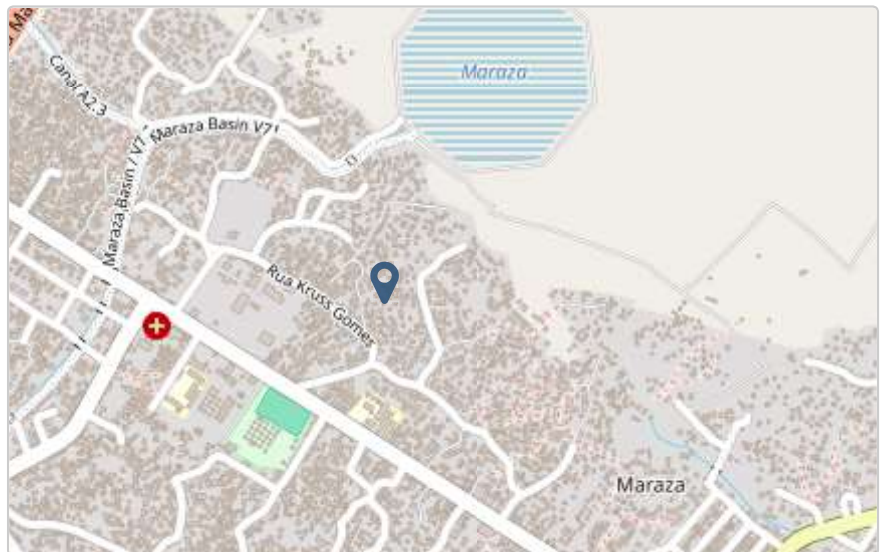 Maraza
Canal A2.3
Maraza Basin V7
Maraza Basin / V7
Rua Kruss Gomes
Maraza